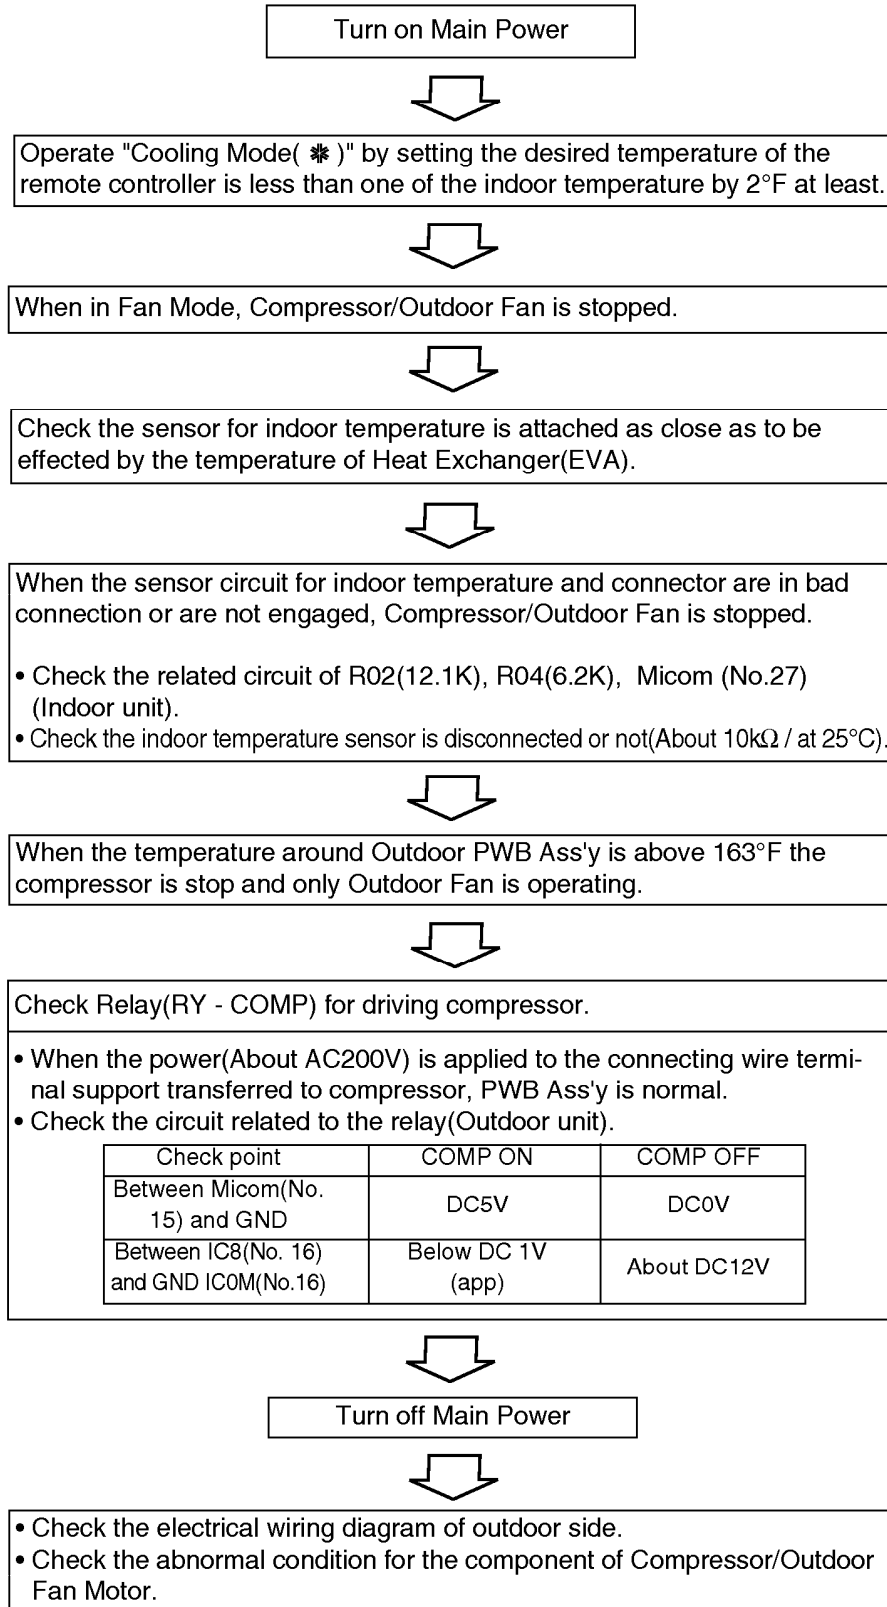 Turn on Main Power
Operate "Cooling Mode( ❋ )" by setting the desired temperature of the
remote controller is less than one of the indoor temperature by 2°F at least.
When in Fan Mode, Compressor/Outdoor Fan is stopped.
Check the sensor for indoor temperature is attached as close as to be
effected by the temperature of Heat Exchanger(EVA).
When the sensor circuit for indoor temperature and connector are in bad
connection or are not engaged, Compressor/Outdoor Fan is stopped.
• Check the related circuit of R02(12.1K), R04(6.2K), Micom (No.27)
(Indoor unit).
• Check the indoor temperature sensor is disconnected or not(About 10kΩ / at 25°C).
When the temperature around Outdoor PWB Ass'y is above 163°F the
compressor is stop and only Outdoor Fan is operating.
Check Relay(RY - COMP) for driving compressor.
• When the power(About AC200V) is applied to the connecting wire termi-
nal support transferred to compressor, PWB Ass'y is normal.
• Check the circuit related to the relay(Outdoor unit).
Check point COMP ON COMP OFF
Between Micom(No.
15) and GND DC5V DC0V
Between IC8(No. 16)
and GND IC0M(No.16) Below DC 1V
(app) About DC12V
Turn off Main Power
• Check the electrical wiring diagram of outdoor side.
• Check the abnormal condition for the component of Compressor/Outdoor
Fan Motor.